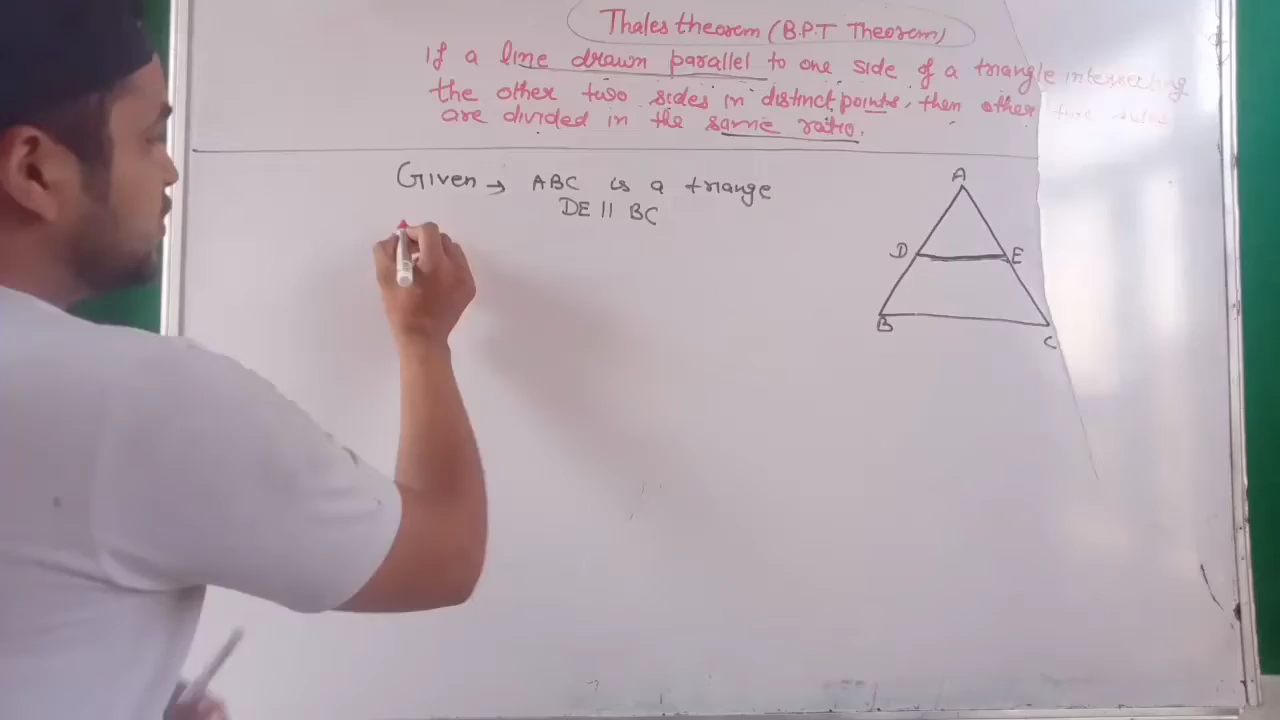 Thales theorem (B.P.T Theorem)
If a line drawn parallel to one side of a triangle intersecting
the other two sides in distinct points, then other two sides
are divided in the same ratio.
Given → ABC is a triange
DE || BC
A
D E
B
C